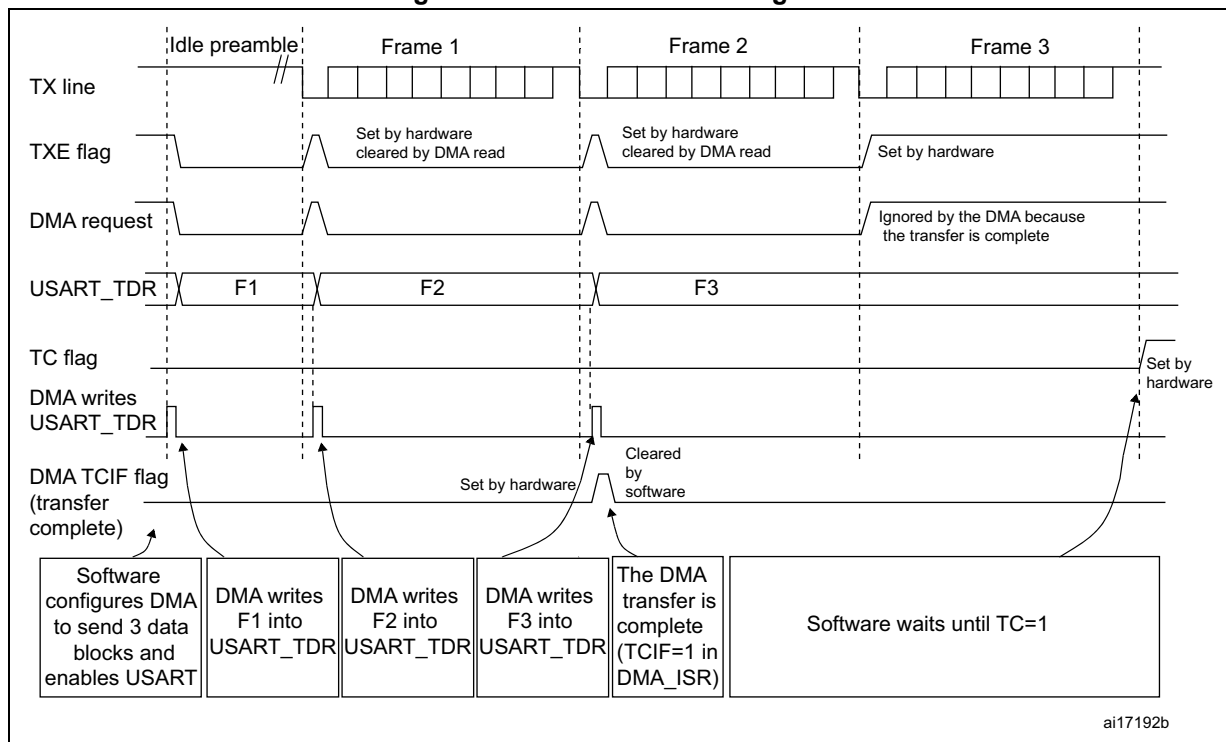 Idle preamble
Frame 1
Frame 2
Frame 3
TX line
TXE flag
Set by hardware
cleared by DMA read
Set by hardware
cleared by DMA read
Set by hardware
DMA request
Ignored by the DMA because
the transfer is complete
USART_TDR
F1
F2
F3
TC flag
Set by
hardware
DMA writes
USART_TDR
DMA TCIF flag
(transfer
complete)
Set by hardware
Cleared
by
software
Software
configures DMA
to send 3 data
blocks and
enables USART
DMA writes
F1 into
USART_TDR
DMA writes
F2 into
USART_TDR
DMA writes
F3 into
USART_TDR
The DMA
transfer is
complete
(TCIF=1 in
DMA_ISR)
Software waits until TC=1
ai17192b